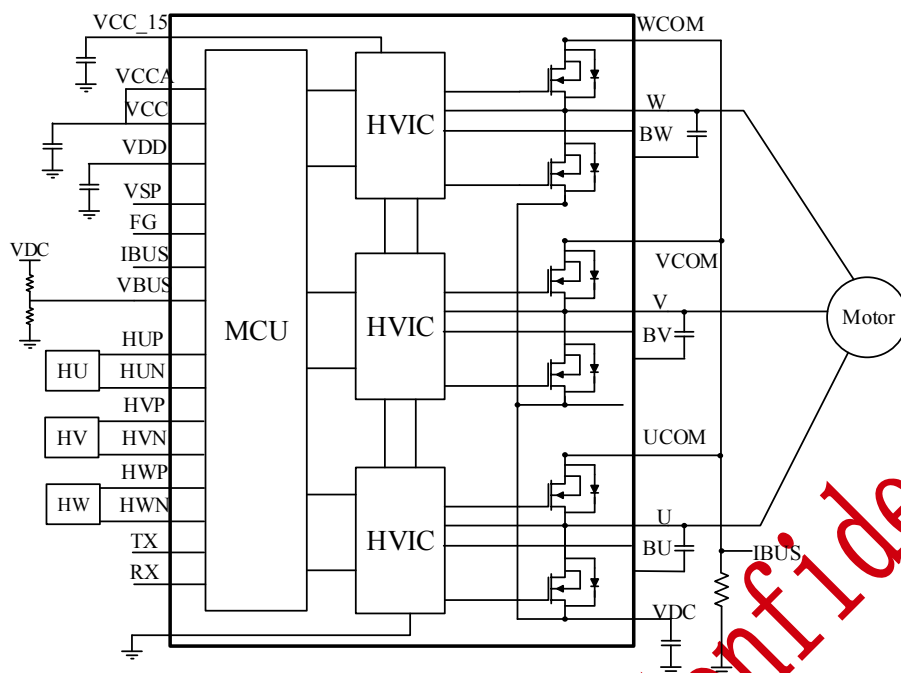 VCC_15
VCCA
VCC
VDD
VSP
FG
IBUS
VDC
VBUS
HUP
HU
HUN
HVP
HV
HVN
HWP
HW
HWN
TX
RX
MCU
HVIC
HVIC
HVIC
WCOM
W
BW
VCOM
V
BV
UCOM
U
BU
IBUS
VDC
Motor